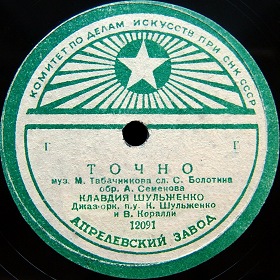 КОМИТЕТ ПО ДЕЛАМ ИСКУССТВ ПРИ СНК СССР
Г Г
ТОЧНО
муз. М. Табачникова сл. С. Болотина
обр. А. Семенова
КЛАВДИЯ ШУЛЬЖЕНКО
Джаз-орк. п/у К. Шульженко
и В. Коралли
12091
АПРЕЛЕВСКИЙ ЗАВОД